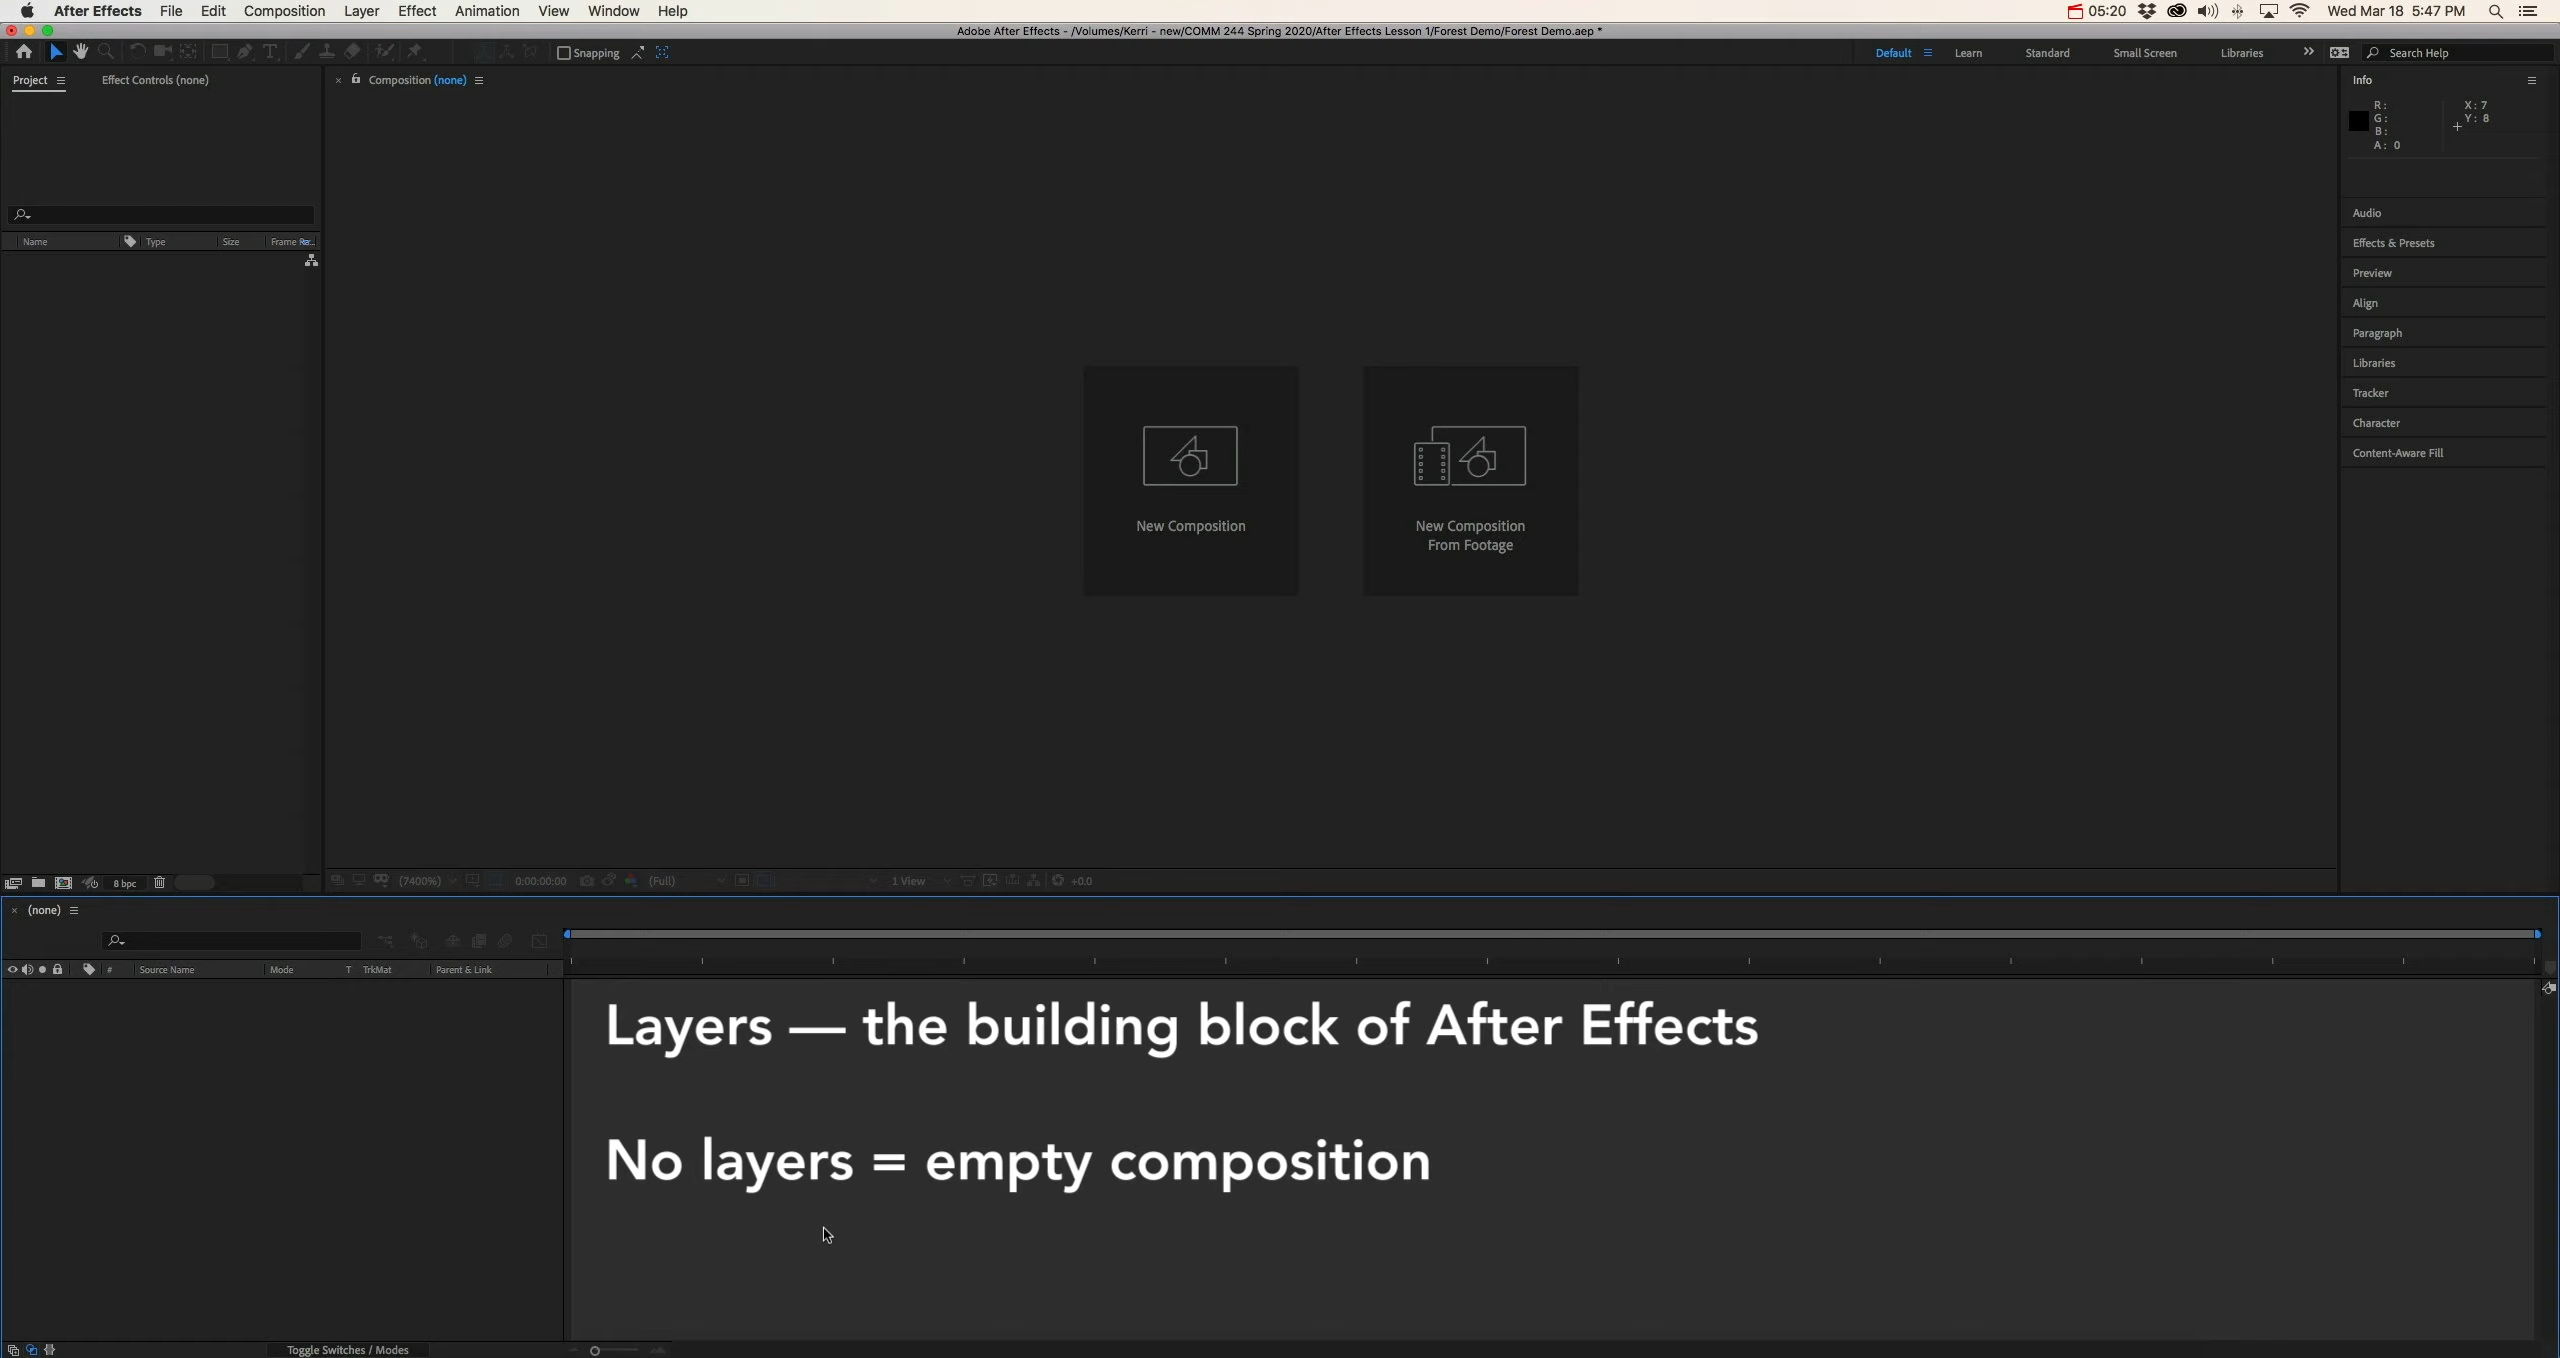 After Effects File Edit Composition Layer Effect Animation View Window Help 05:20 Wed Mar 18 5:47 PM
Adobe After Effects - /Volumes/Kerri - new/COMM 244 Spring 2020/After Effects Lesson 1/Forest Demo/Forest Demo.aep *
Snapping Default Learn Standard Small Screen Libraries Search Help
Project Effect Controls (none) Composition (none) Info
R: X: 7
G: Y: 8
B:
A: 0
Audio
Name Type Size Frame Ra...
Effects & Presets
Preview
Align
Paragraph
Libraries
Tracker
Character
Content-Aware Fill
New Composition
New Composition
From Footage
8 bpc (7400%) 0:00:00:00 (Full) 1 View +0.0
(none)
# Source Name Mode T TrkMat Parent & Link
Layers — the building block of After Effects
No layers = empty composition
Toggle Switches / Modes